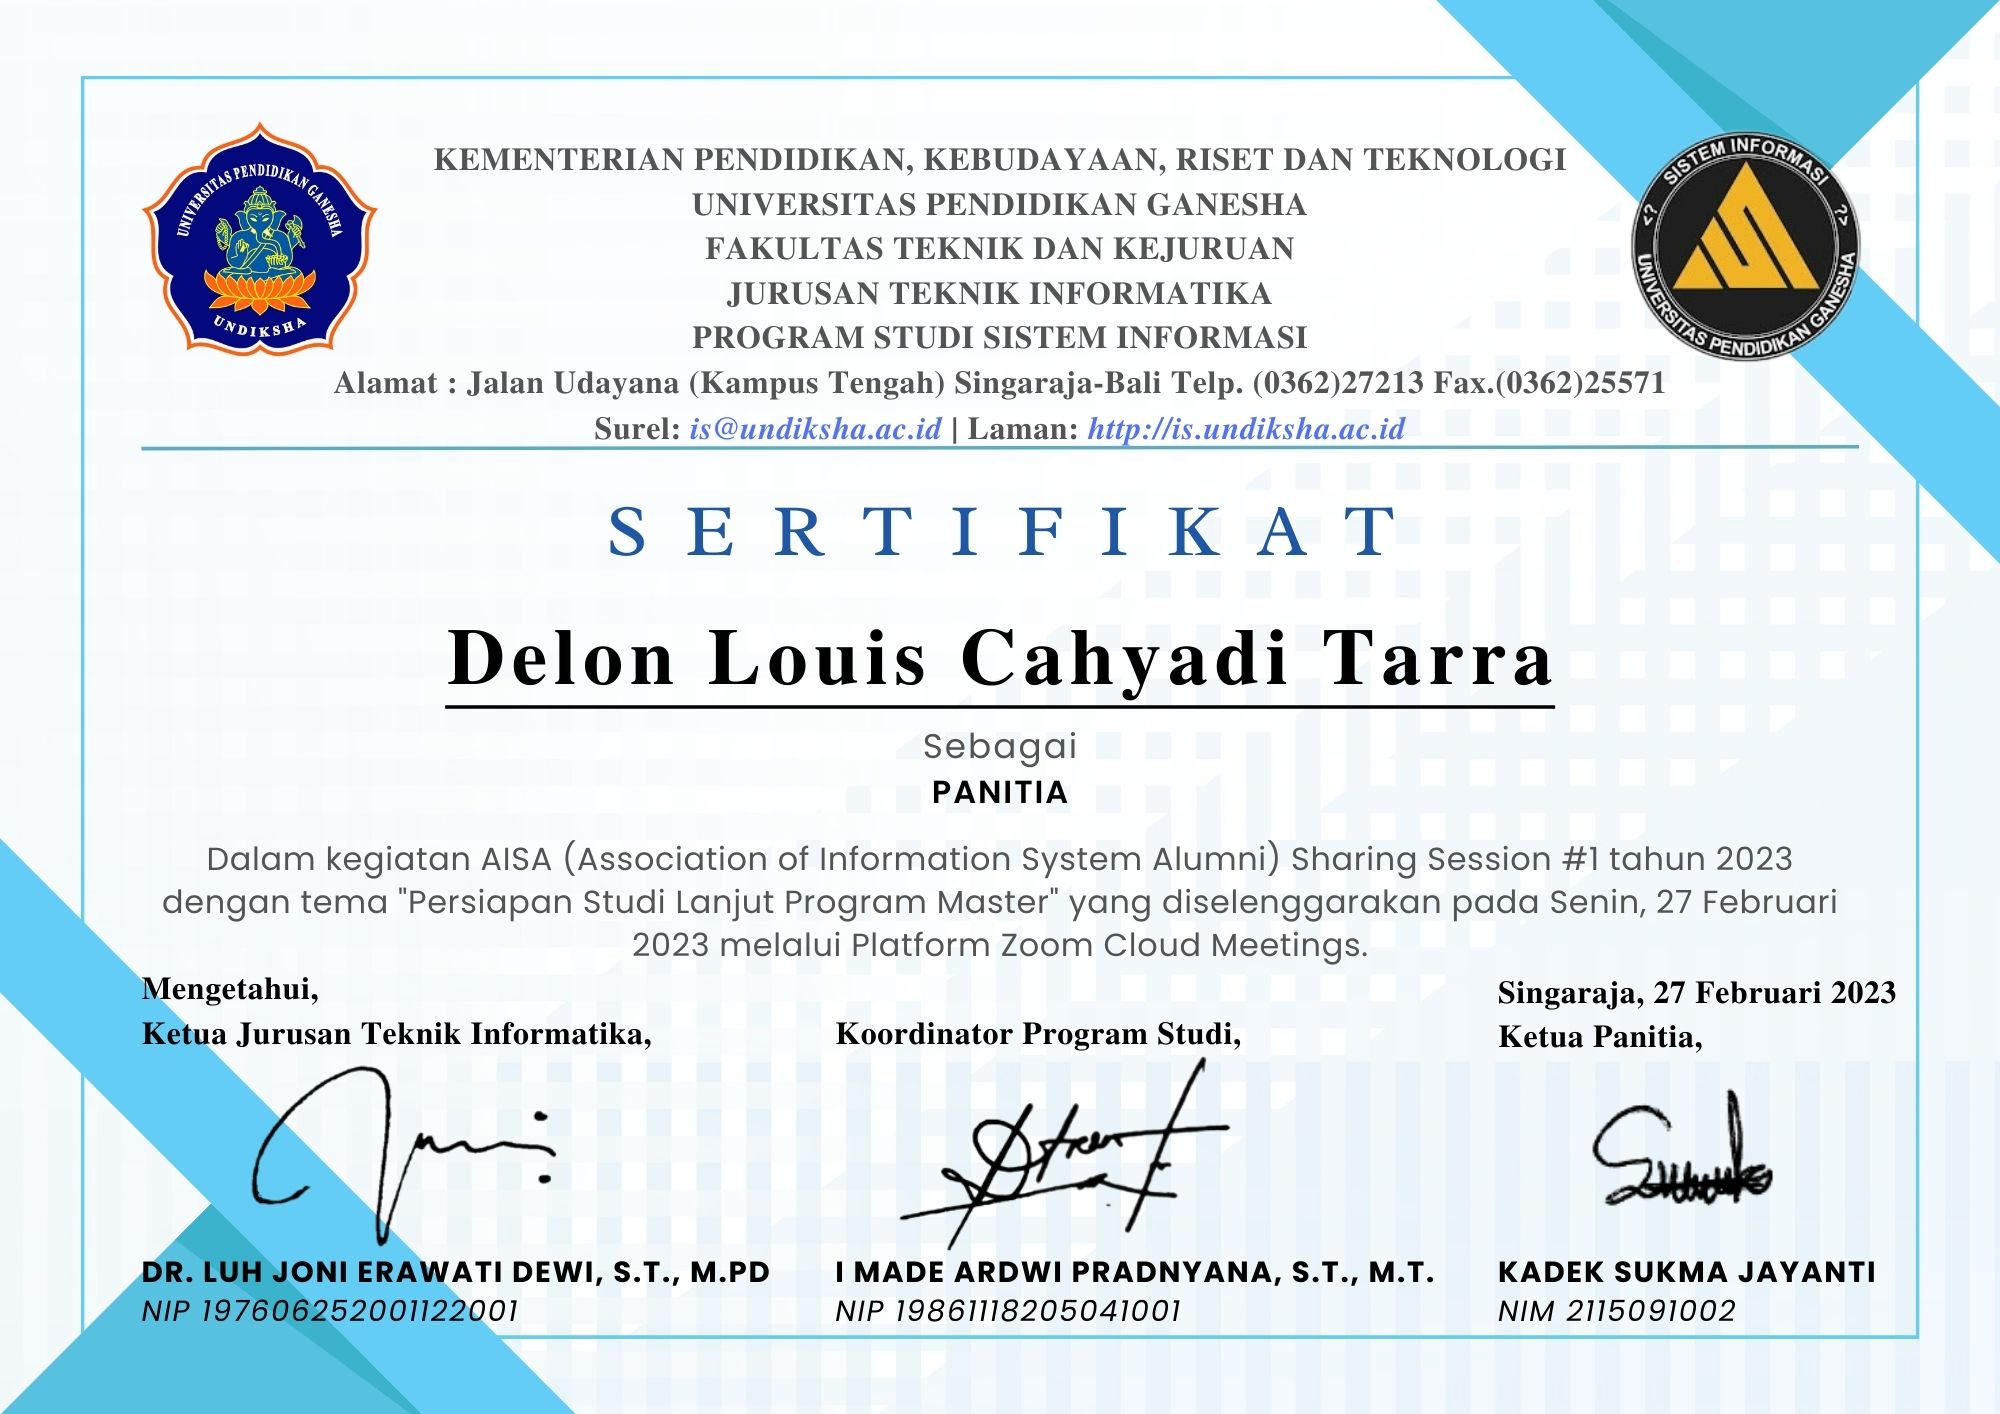 UNIVERSITAS PENDIDIKAN GANESHA
UNDIKSHA
KEMENTERIAN PENDIDIKAN, KEBUDAYAAN, RISET DAN TEKNOLOGI
UNIVERSITAS PENDIDIKAN GANESHA
FAKULTAS TEKNIK DAN KEJURUAN
JURUSAN TEKNIK INFORMATIKA
PROGRAM STUDI SISTEM INFORMASI
Alamat : Jalan Udayana (Kampus Tengah) Singaraja-Bali Telp. (0362)27213 Fax.(0362)25571
Surel: is@undiksha.ac.id | Laman: http://is.undiksha.ac.id
<? SISTEM INFORMASI ?>
UNIVERSITAS PENDIDIKAN GANESHA
SERTIFIKAT
Delon Louis Cahyadi Tarra
Sebagai
PANITIA
Dalam kegiatan AISA (Association of Information System Alumni) Sharing Session #1 tahun 2023
dengan tema "Persiapan Studi Lanjut Program Master" yang diselenggarakan pada Senin, 27 Februari
2023 melalui Platform Zoom Cloud Meetings.
Mengetahui,
Ketua Jurusan Teknik Informatika,
DR. LUH JONI ERAWATI DEWI, S.T., M.PD
NIP 197606252001122001
Koordinator Program Studi,
I MADE ARDWI PRADNYANA, S.T., M.T.
NIP 19861118205041001
Singaraja, 27 Februari 2023
Ketua Panitia,
KADEK SUKMA JAYANTI
NIM 2115091002